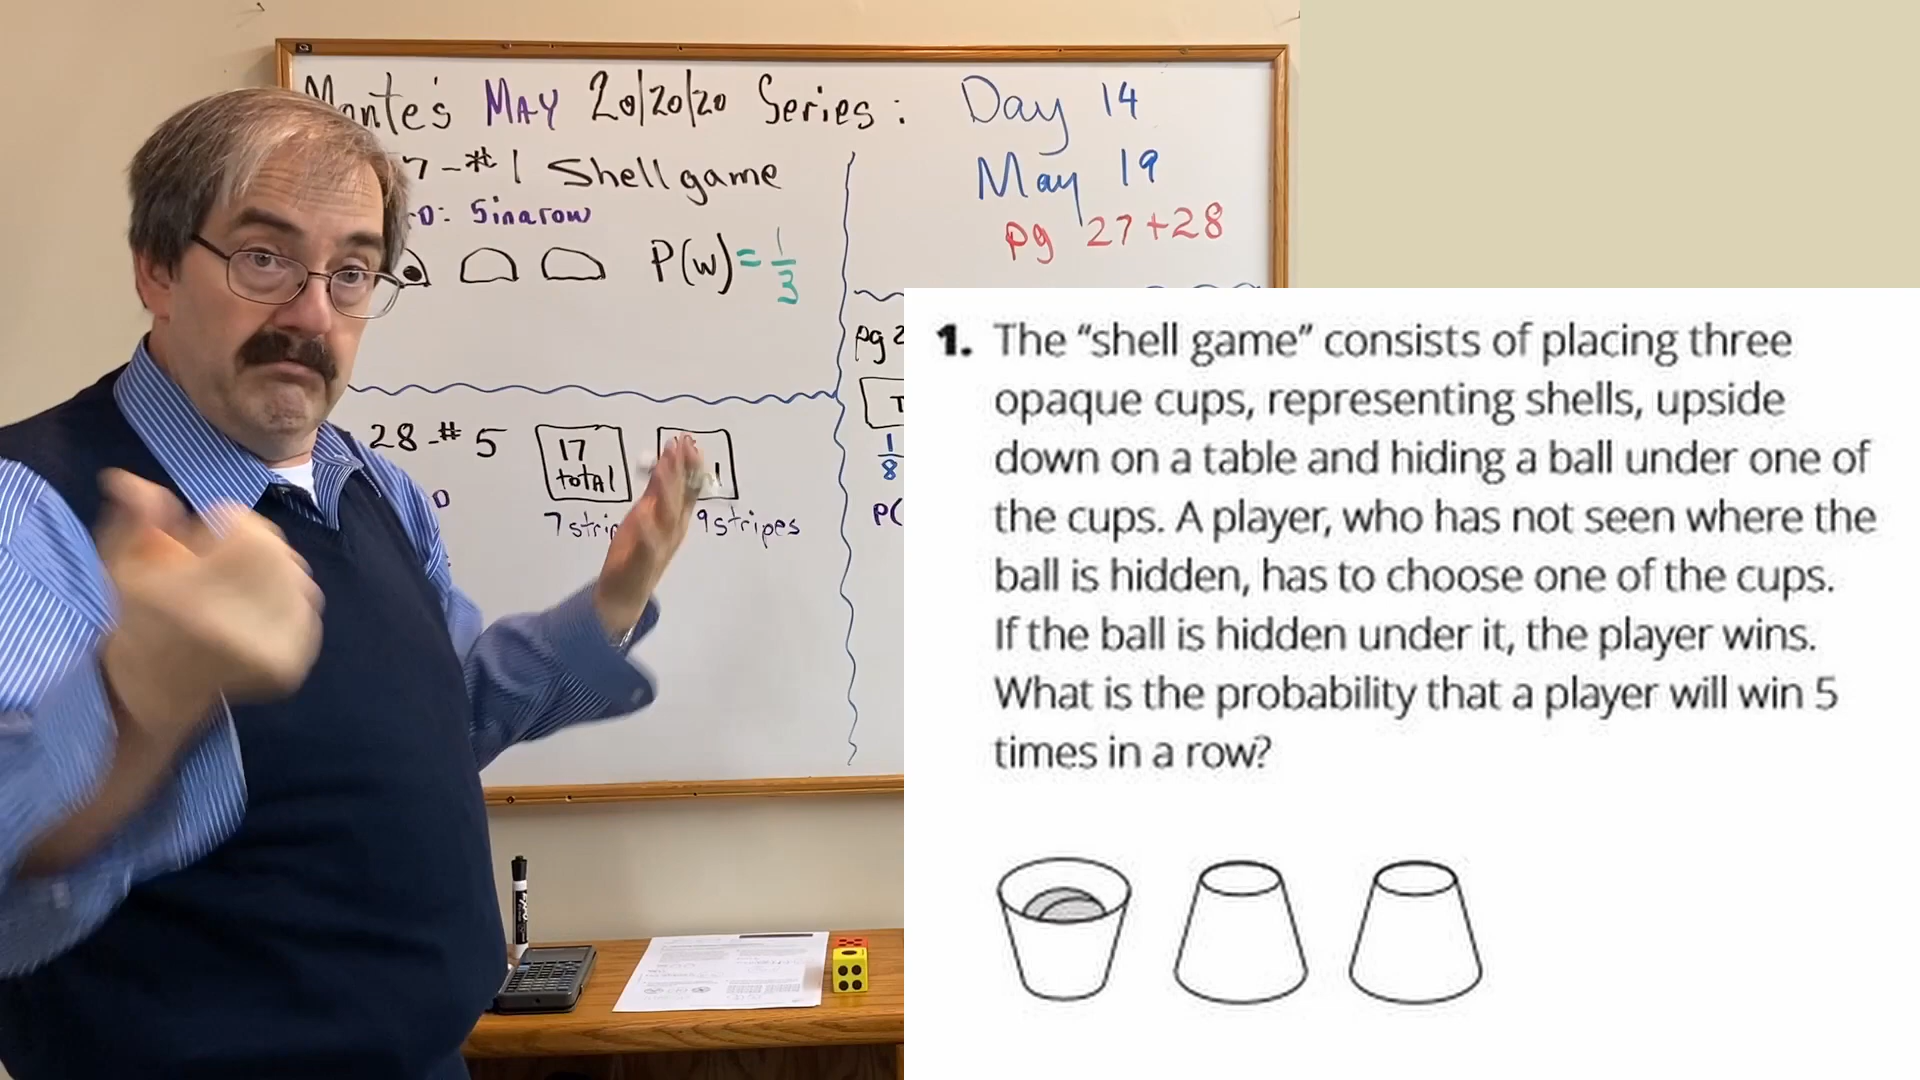 Monte's MAY 20/20/20 Series:
Day 14
May 19
pg 27+28
7-#1 Shell game
D: 5 in a row
P(w) = 1/3
28-#5
17
total
7 strip
9 stripes
pg 2
1/8
P(
1. The “shell game” consists of placing three
opaque cups, representing shells, upside
down on a table and hiding a ball under one of
the cups. A player, who has not seen where the
ball is hidden, has to choose one of the cups.
If the ball is hidden under it, the player wins.
What is the probability that a player will win 5
times in a row?